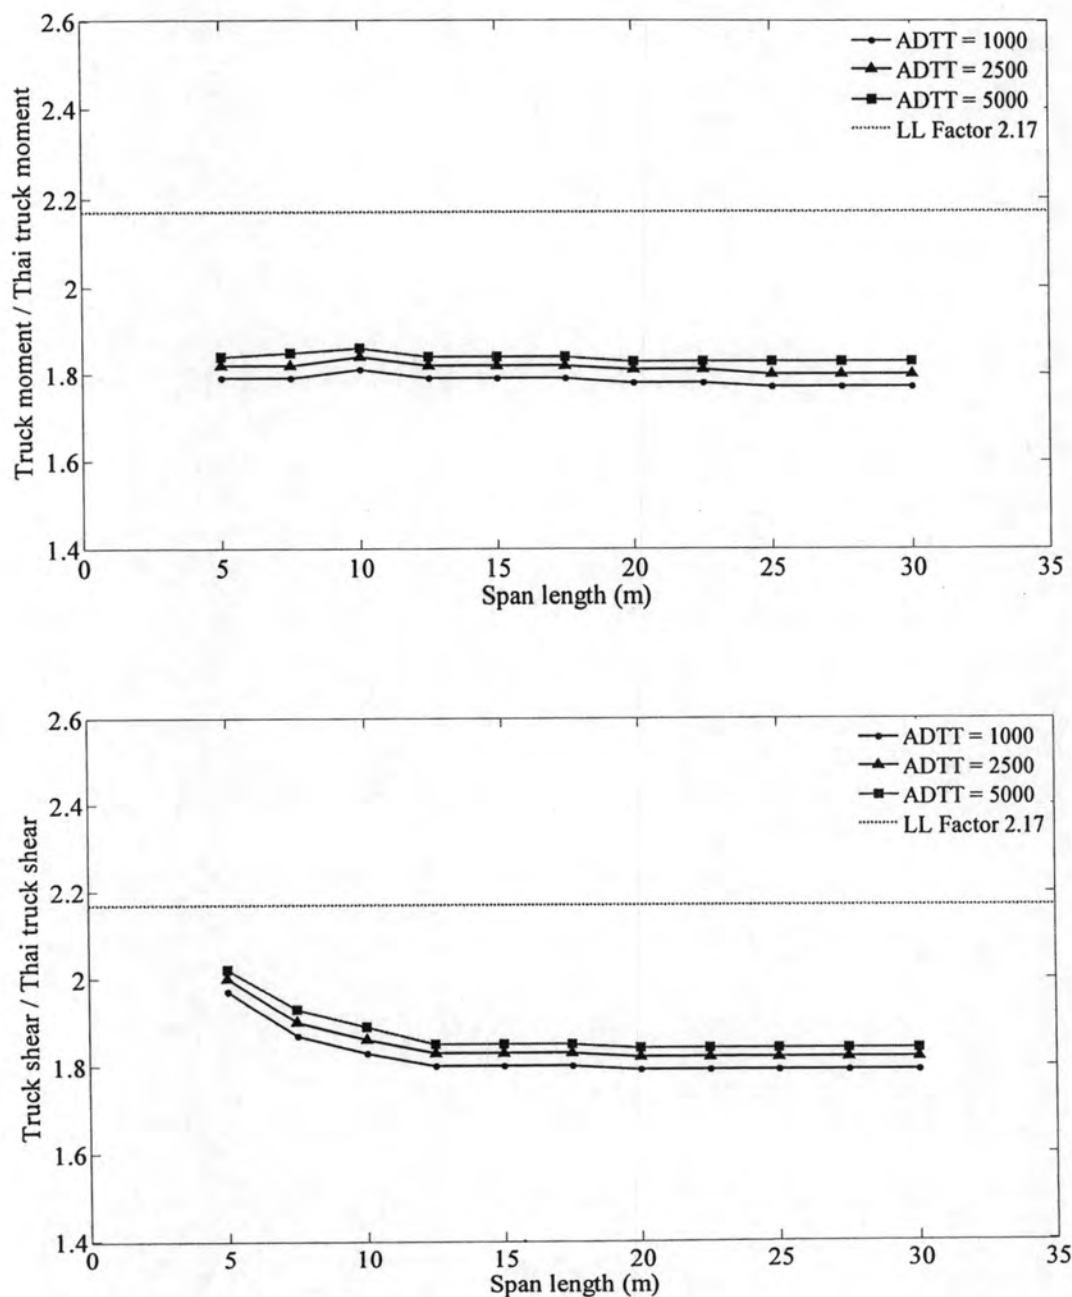 2.6
ADTT = 1000
ADTT = 2500
ADTT = 5000
LL Factor 2.17
2.4
2.2
2
1.8
1.6
1.4
Truck moment / Thai truck moment
0 5 10 15 20 25 30 35
Span length (m)
2.6
ADTT = 1000
ADTT = 2500
ADTT = 5000
LL Factor 2.17
2.4
2.2
2
1.8
1.6
1.4
Truck shear / Thai truck shear
0 5 10 15 20 25 30 35
Span length (m)